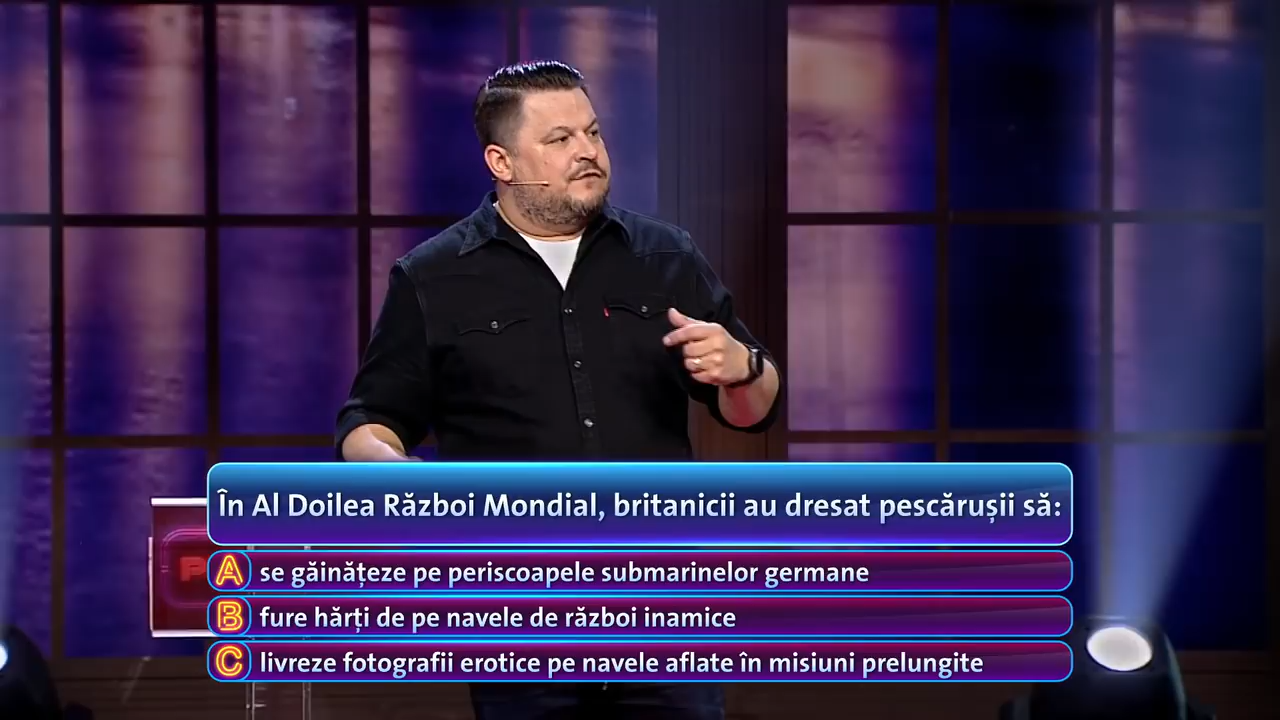 În Al Doilea Război Mondial, britanicii au dresat pescărușii să:
A se găinățeze pe periscoapele submarinelor germane
B fure hărți de pe navele de război inamice
C livreze fotografii erotice pe navele aflate în misiuni prelungite